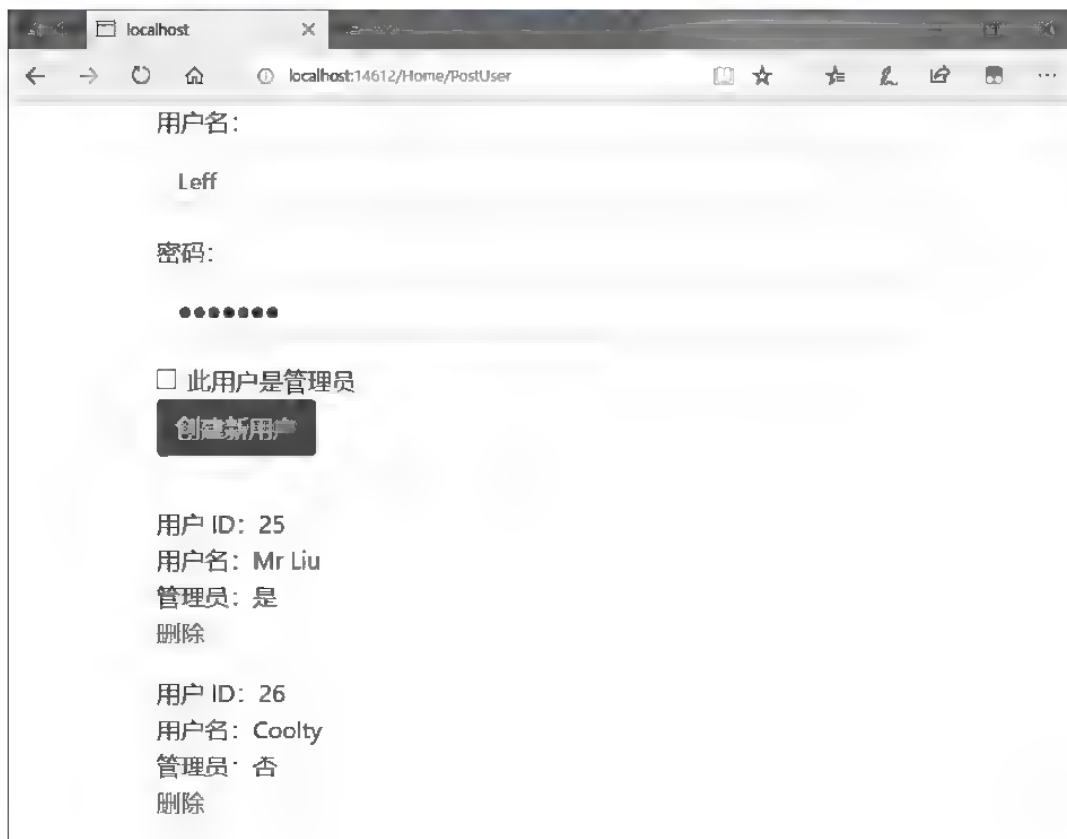 localhost
localhost:14612/Home/PostUser
用户名：
Leff
密码：
●●●●●●●
此用户是管理员
创建新用户
用户 ID：25
用户名：Mr Liu
管理员：是
删除
用户 ID：26
用户名：Coolty
管理员：否
删除